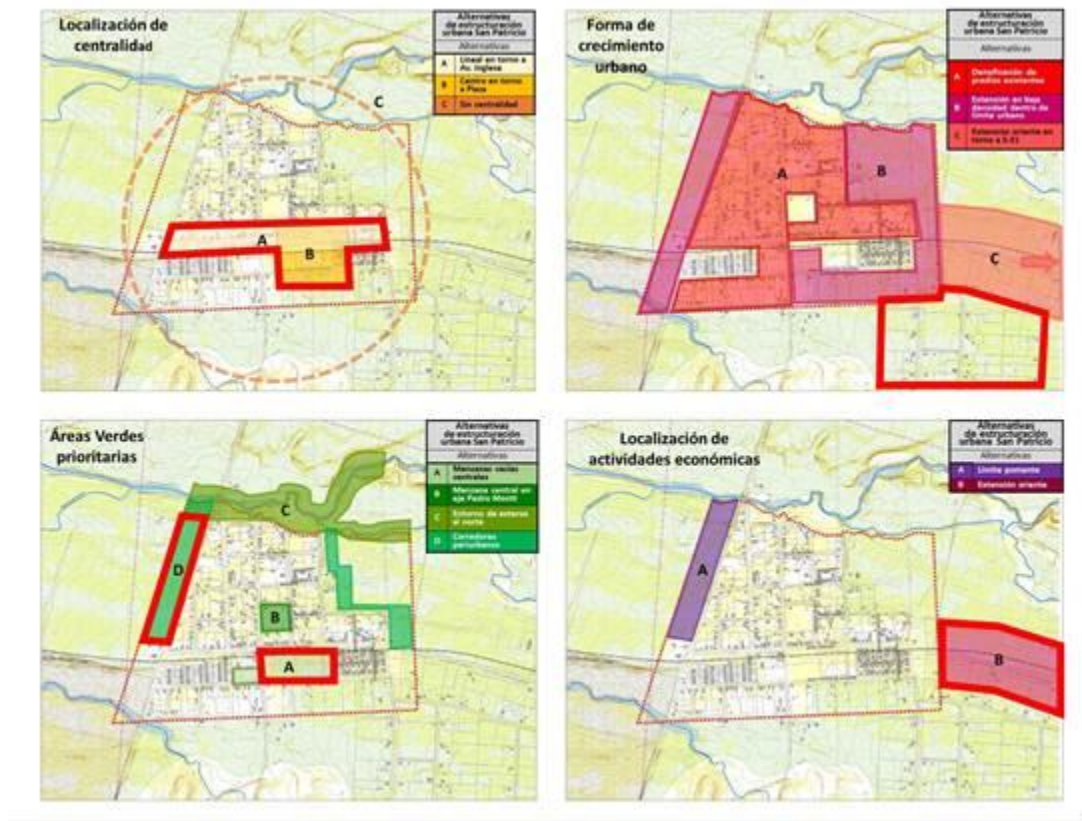 Localización de
centralidad
Alternativas
de estructuración
urbana San Patricio
Alternativas
A Lineal en torno a
Av. Inglesa
B Centro en torno
a Plaza
C Sin centralidad
C
A
B
Forma de
crecimiento
urbano
Alternativas
de estructuración
urbana San Patricio
Alternativas
A Densificación de
predios existentes
B Extensión en baja
densidad dentro de
límite urbano
C Extensión oriente en
torno a
A
B
C
Áreas Verdes
prioritarias
Alternativas
de estructuración
urbana San Patricio
Alternativas
A Manzanas vacías
centrales
B Manzana central en
eje Pedro Montt
C Entorno de esteros
al norte
D Corredores
periurbanos
C
D
B
A
Localización de
actividades económicas
Alternativas
de estructuración
urbana San Patricio
Alternativas
A Límite poniente
B Extensión oriente
A
B